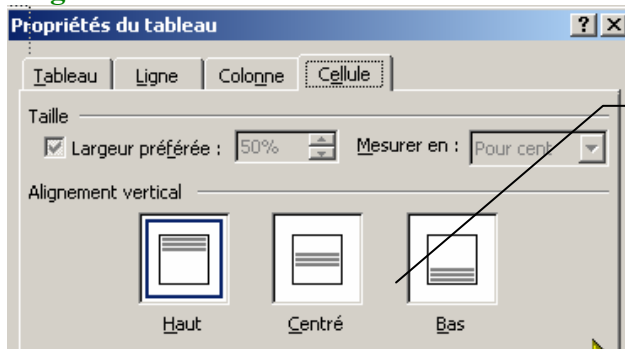 Propriétés du tableau
Tableau Ligne Colonne Cellule
Taille
Largeur préférée : 50% Mesurer en : Pour cent
Alignement vertical
Haut Centré Bas